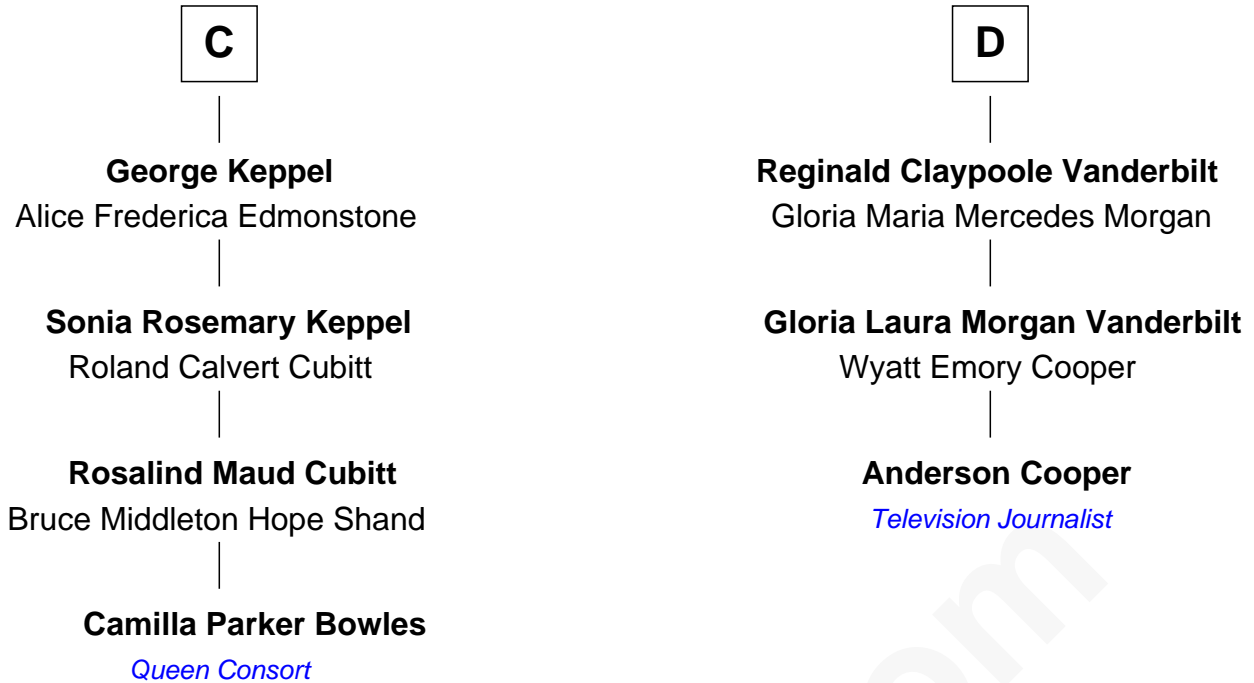 C
George Keppel
Alice Frederica Edmonstone
Sonia Rosemary Keppel
Roland Calvert Cubitt
Rosalind Maud Cubitt
Bruce Middleton Hope Shand
Camilla Parker Bowles
Queen Consort
D
Reginald Claypoole Vanderbilt
Gloria Maria Mercedes Morgan
Gloria Laura Morgan Vanderbilt
Wyatt Emory Cooper
Anderson Cooper
Television Journalist
om